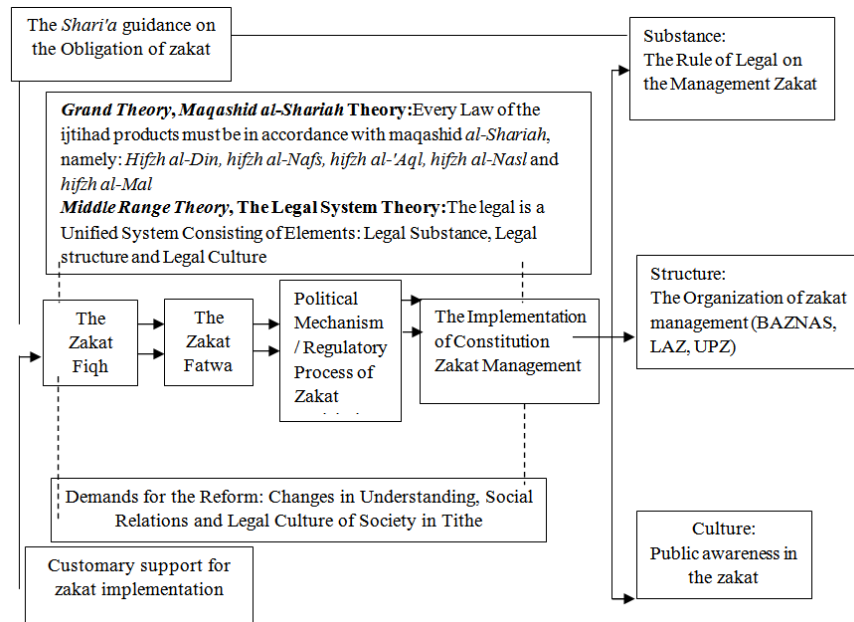 The Shari'a guidance on
the Obligation of zakat
Substance:
The Rule of Legal on
the Management Zakat
Grand Theory, Maqashid al-Shariah Theory:Every Law of the
ijtihad products must be in accordance with maqashid al-Shariah,
namely: Hifzh al-Din, hifzh al-Nafs, hifzh al-'Aql, hifzh al-Nasl and
hifzh al-Mal
Middle Range Theory, The Legal System Theory:The legal is a
Unified System Consisting of Elements: Legal Substance, Legal
structure and Legal Culture
The
Zakat
Fiqh
The
Zakat
Fatwa
Political
Mechanism
/ Regulatory
Process of
Zakat
The Implementation
of Constitution
Zakat Management
Structure:
The Organization of zakat
management (BAZNAS,
LAZ, UPZ)
Demands for the Reform: Changes in Understanding, Social
Relations and Legal Culture of Society in Tithe
Culture:
Public awareness in
the zakat
Customary support for
zakat implementation